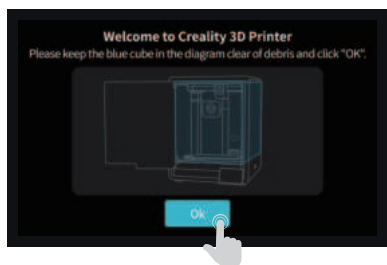 Welcome to Creality 3D Printer
Please keep the blue cube in the diagram clear of debris and click "OK".
Ok